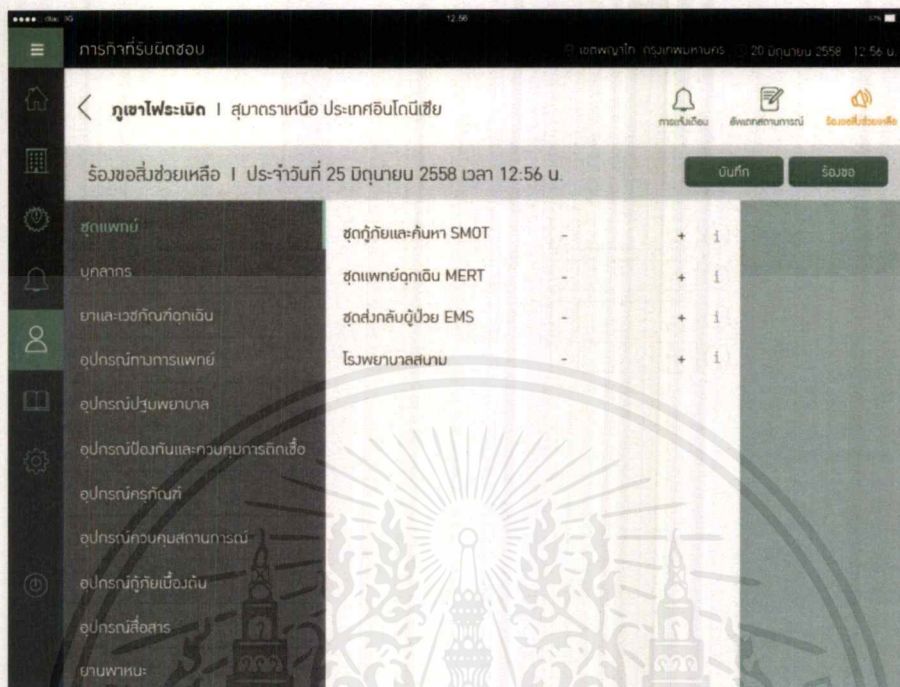 dtac 3G 12.56 57%
ภารกิจที่รับผิดชอบ เขตพญาไท กรุงเทพมหานคร 20 มิถุนายน 2558 12.56 น.
ภูเขาไฟระเบิด | สุมาตราเหนือ ประเทศอินโดนีเซีย
การแจ้งเตือน อัพเดทสถานการณ์ ร้องขอสิ่งช่วยเหลือ
ร้องขอสิ่งช่วยเหลือ | ประจำวันที่ 25 มิถุนายน 2558 เวลา 12:56 น. บันทึก ร้องขอ
ชุดแพทย์
บุคลากร
ยาและเวชภัณฑ์ฉุกเฉิน
อุปกรณ์ทางการแพทย์
อุปกรณ์ปฐมพยาบาล
อุปกรณ์ป้องกันและควบคุมการติดเชื้อ
อุปกรณ์ครุภัณฑ์
อุปกรณ์ควบคุมสถานการณ์
อุปกรณ์กู้ภัยเบื้องต้น
อุปกรณ์สื่อสาร
ยานพาหนะ
ชุดกู้ภัยและค้นหา SMOT - + i
ชุดแพทย์ฉุกเฉิน MERT - + i
ชุดส่งกลับผู้ป่วย EMS - + i
โรงพยาบาลสนาม - + i